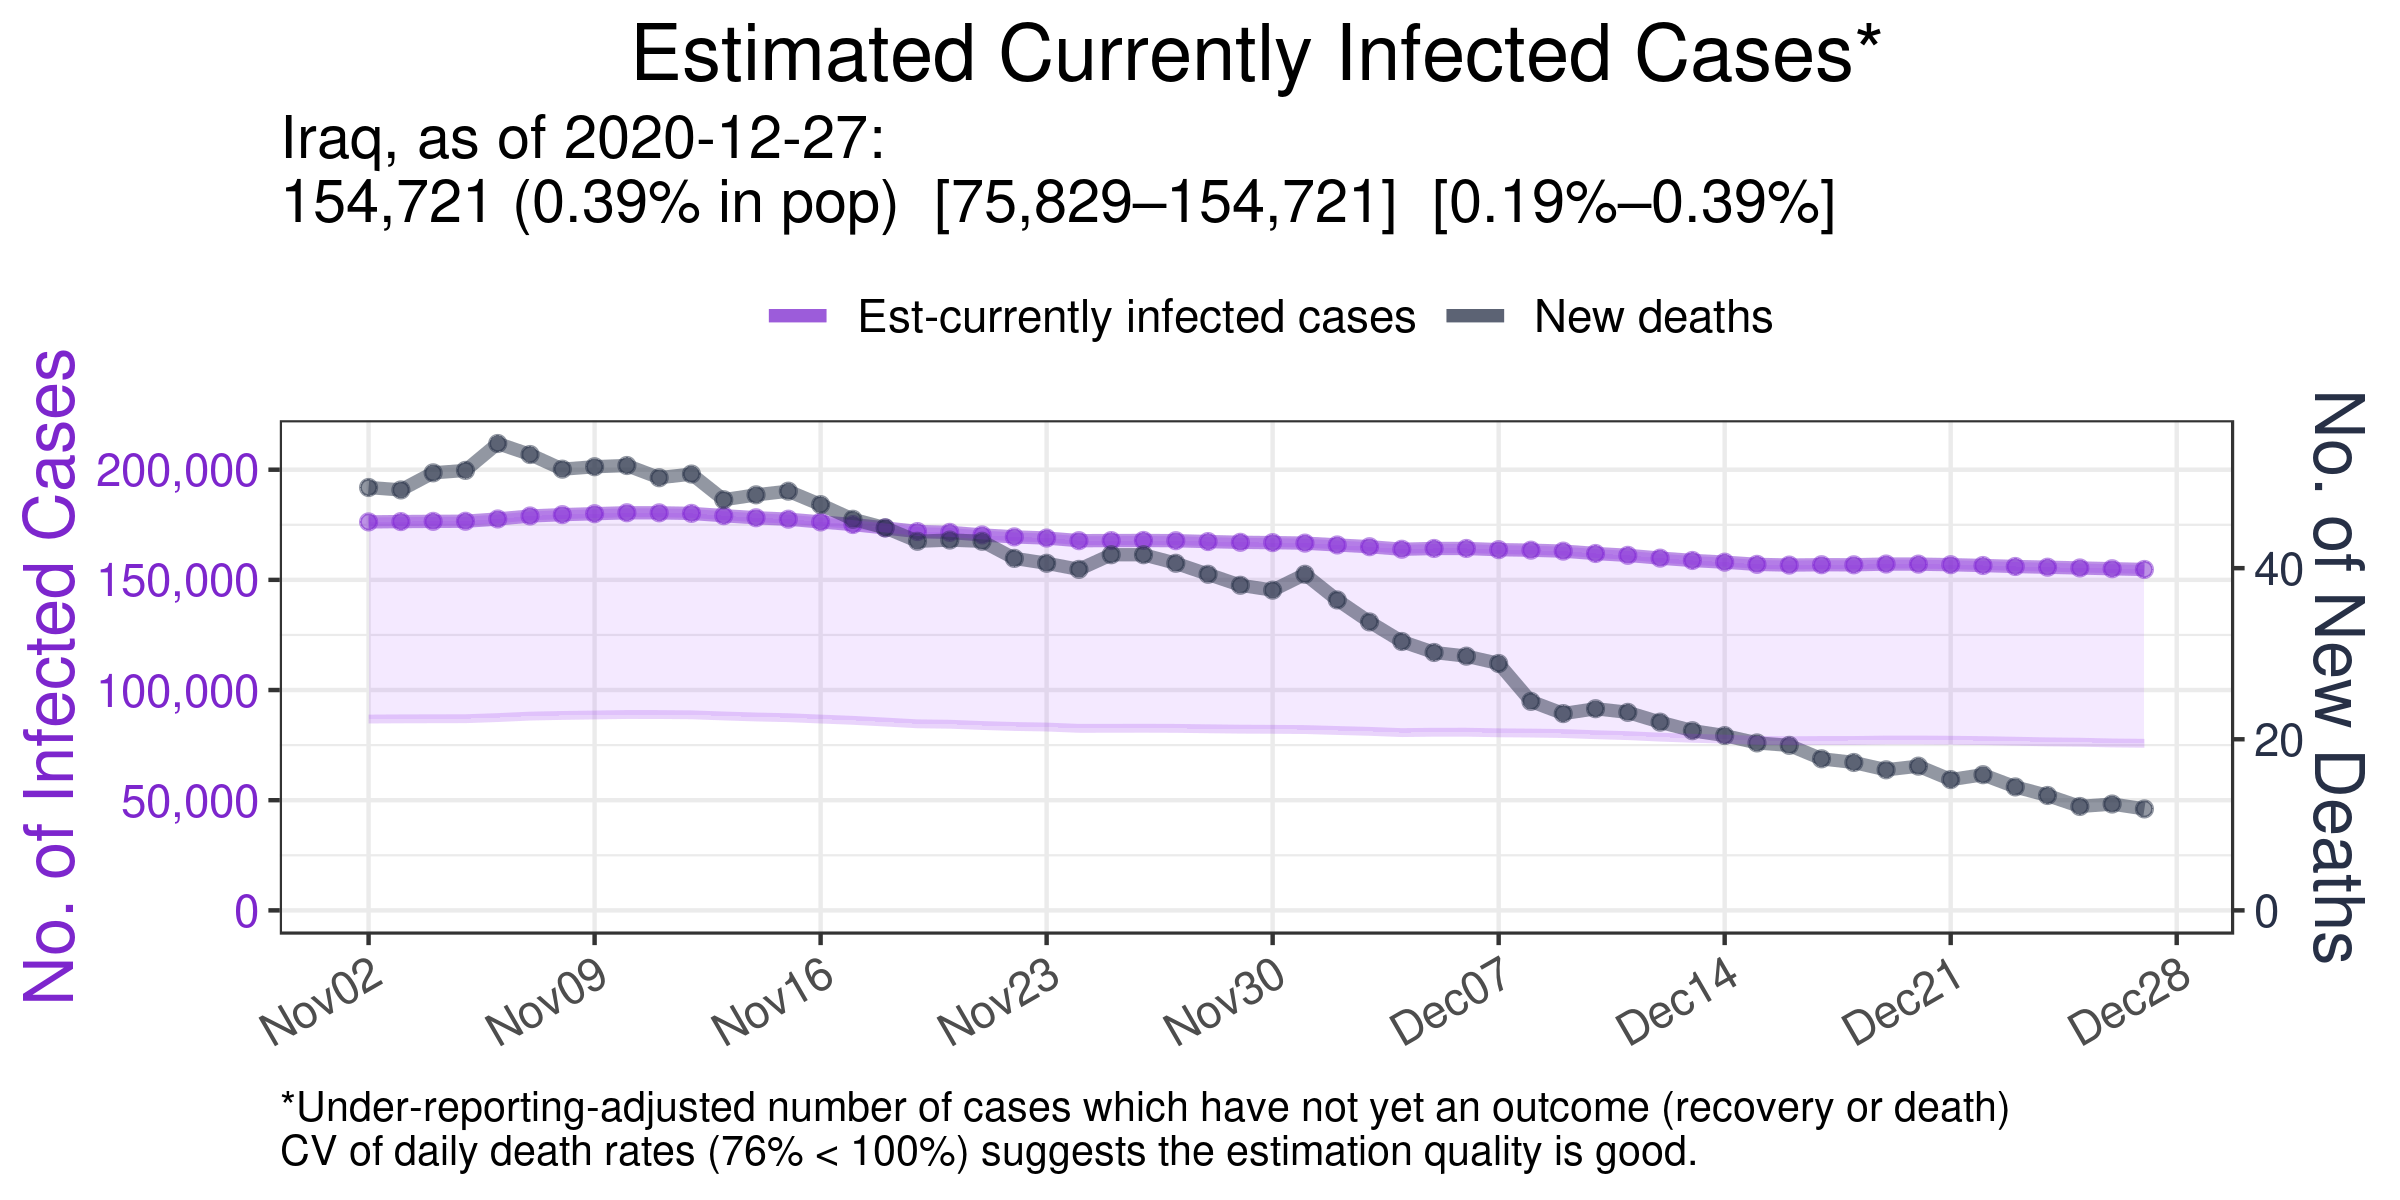 Estimated Currently Infected Cases*
Iraq, as of 2020-12-27:
154,721 (0.39% in pop)  [75,829–154,721]  [0.19%–0.39%]
Est-currently infected cases
New deaths
No. of Infected Cases
200,000
150,000
100,000
50,000
0
No. of New Deaths
40
20
0
Nov02
Nov09
Nov16
Nov23
Nov30
Dec07
Dec14
Dec21
Dec28
*Under-reporting-adjusted number of cases which have not yet an outcome (recovery or death)
CV of daily death rates (76% < 100%) suggests the estimation quality is good.